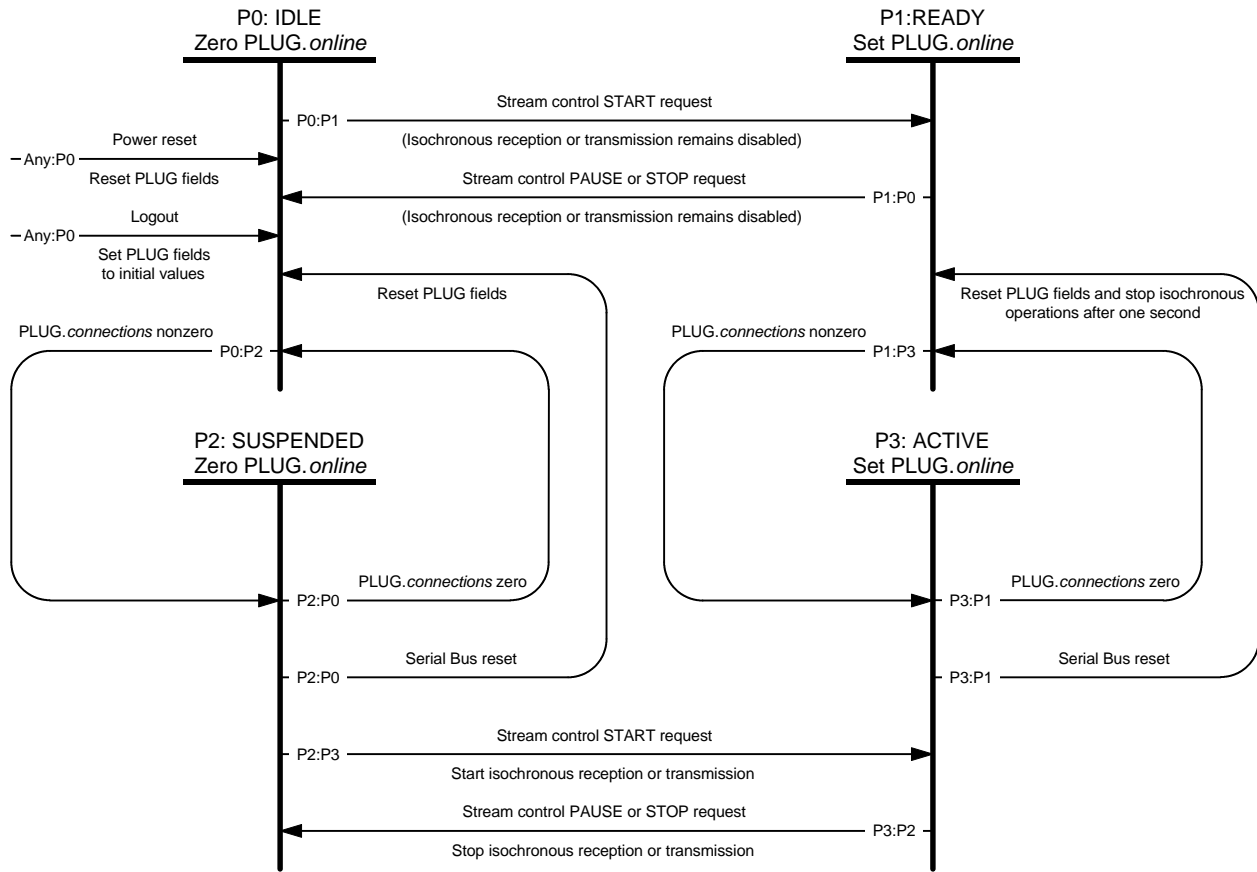 P0: IDLE
Zero PLUG.online
P1:READY
Set PLUG.online
P0:P1
Stream control START request
(Isochronous reception or transmission remains disabled)
Any:P0
Power reset
Reset PLUG fields
Stream control PAUSE or STOP request
P1:P0
(Isochronous reception or transmission remains disabled)
Any:P0
Logout
Set PLUG fields
to initial values
Reset PLUG fields
Reset PLUG fields and stop isochronous
operations after one second
PLUG.connections nonzero
P0:P2
PLUG.connections nonzero
P1:P3
P2: SUSPENDED
Zero PLUG.online
P3: ACTIVE
Set PLUG.online
P2:P0
PLUG.connections zero
P3:P1
PLUG.connections zero
P2:P0
Serial Bus reset
P3:P1
Serial Bus reset
P2:P3
Stream control START request
Start isochronous reception or transmission
Stream control PAUSE or STOP request
P3:P2
Stop isochronous reception or transmission